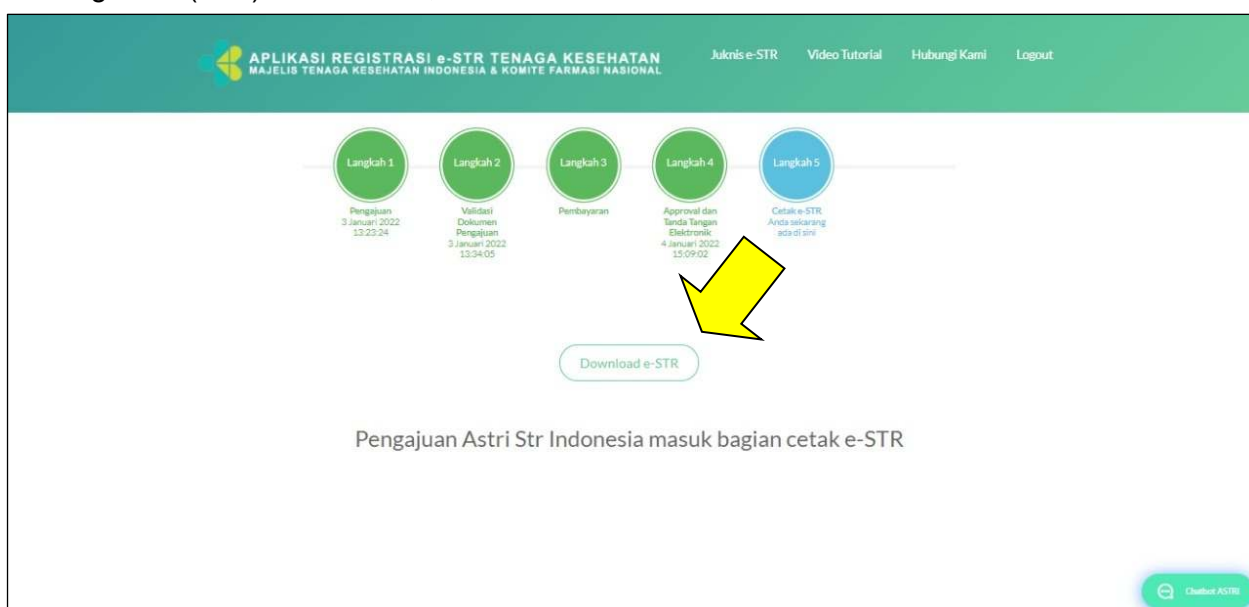 APLIKASI REGISTRASI e-STR TENAGA KESEHATAN
MAJELIS TENAGA KESEHATAN INDONESIA & KOMITE FARMASI NASIONAL
Juknis e-STR
Video Tutorial
Hubungi Kami
Logout
Langkah 1
Langkah 2
Langkah 3
Langkah 4
Langkah 5
Pengajuan
3 Januari 2022
13:23:24
Validasi
Dokumen
Pengajuan
3 Januari 2022
13:34:05
Pembayaran
Approval dan
Tanda Tangan
Elektronik
4 Januari 2022
15:09:02
Cetak e-STR
Anda sekarang
ada di sini
Download e-STR
Pengajuan Astri Str Indonesia masuk bagian cetak e-STR
Chatbot ASTRI